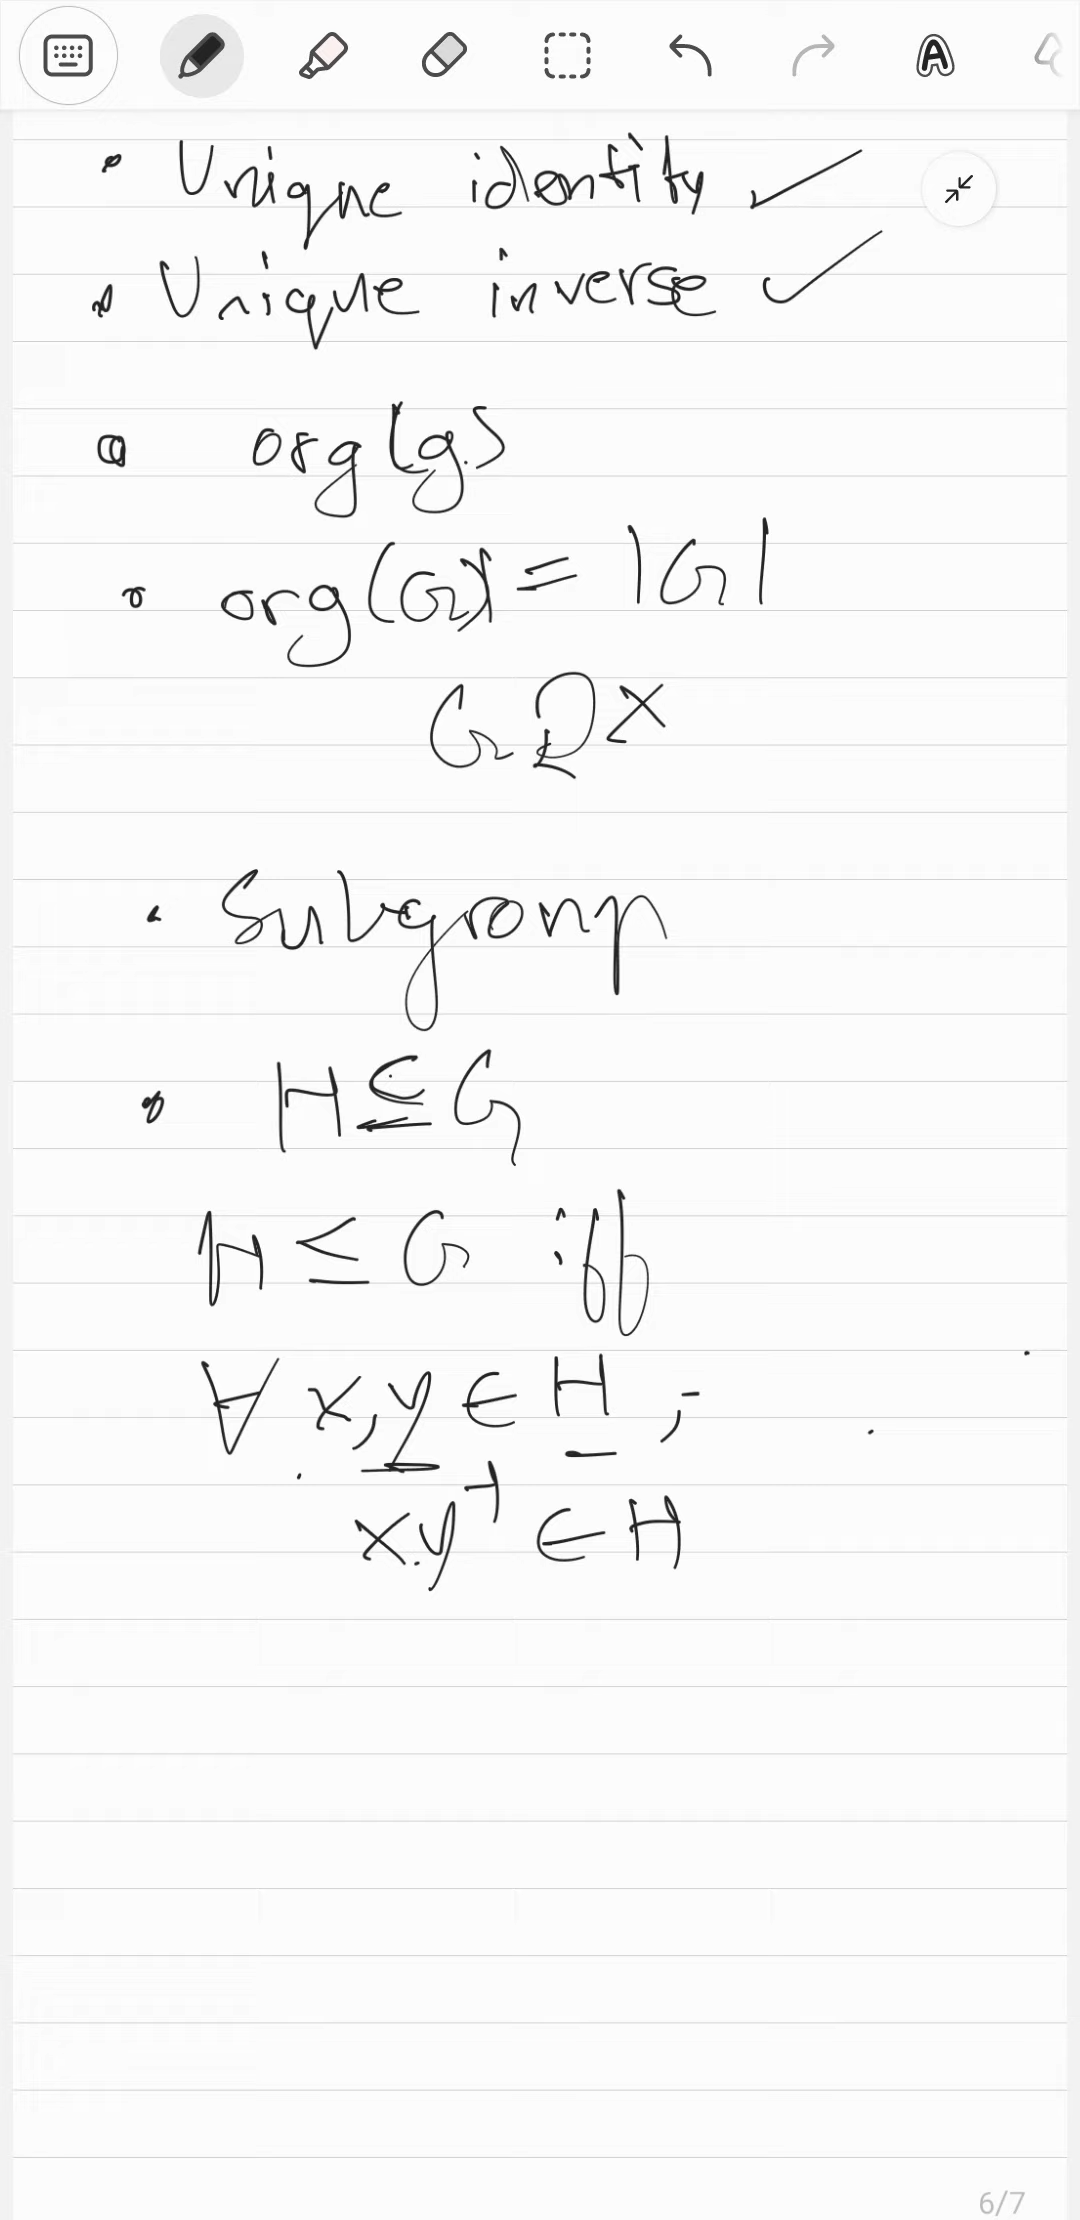 • Unique identity ✓
• Unique inverse ✓
• org(g)
• org(G) = |G|
G ⊋ X
• Subgroup
• H ⊆ G
H ≤ G iff
∀ x, y ∈ H, -
x.y⁻¹ ∈ H
6/7